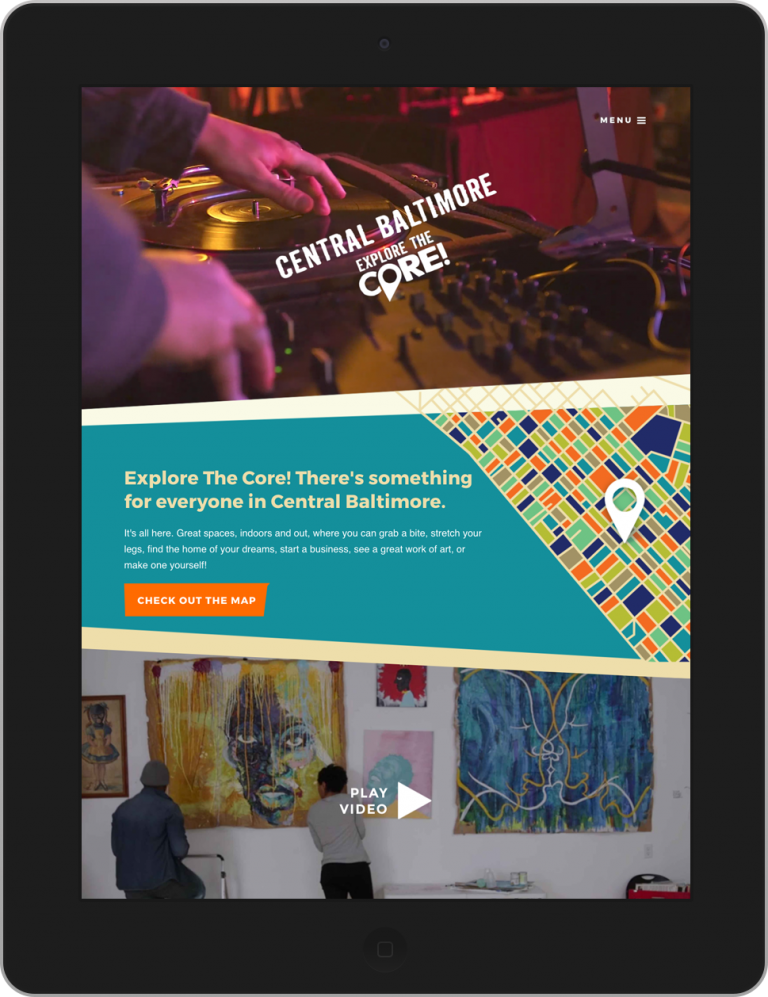 MENU
CENTRAL BALTIMORE
EXPLORE THE
CORE!
Explore The Core! There's something
for everyone in Central Baltimore.
It's all here. Great spaces, indoors and out, where you can grab a bite, stretch your
legs, find the home of your dreams, start a business, see a great work of art, or
make one yourself!
CHECK OUT THE MAP
PLAY
VIDEO